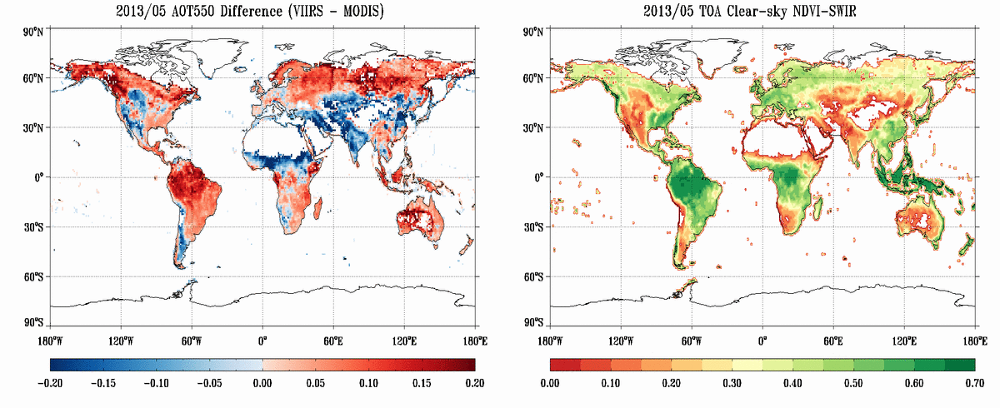 2013/05 AOT550 Difference (VIIRS – MODIS)
90°N
60°N
30°N
0°
30°S
60°S
90°S
180°W 120°W 60°W 0° 60°E 120°E 180°E
-0.20 -0.15 -0.10 -0.05 0.00 0.05 0.10 0.15 0.20
2013/05 TOA Clear-sky NDVI-SWIR
90°N
60°N
30°N
0°
30°S
60°S
90°S
180°W 120°W 60°W 0° 60°E 120°E 180°E
0.00 0.10 0.20 0.30 0.40 0.50 0.60 0.70